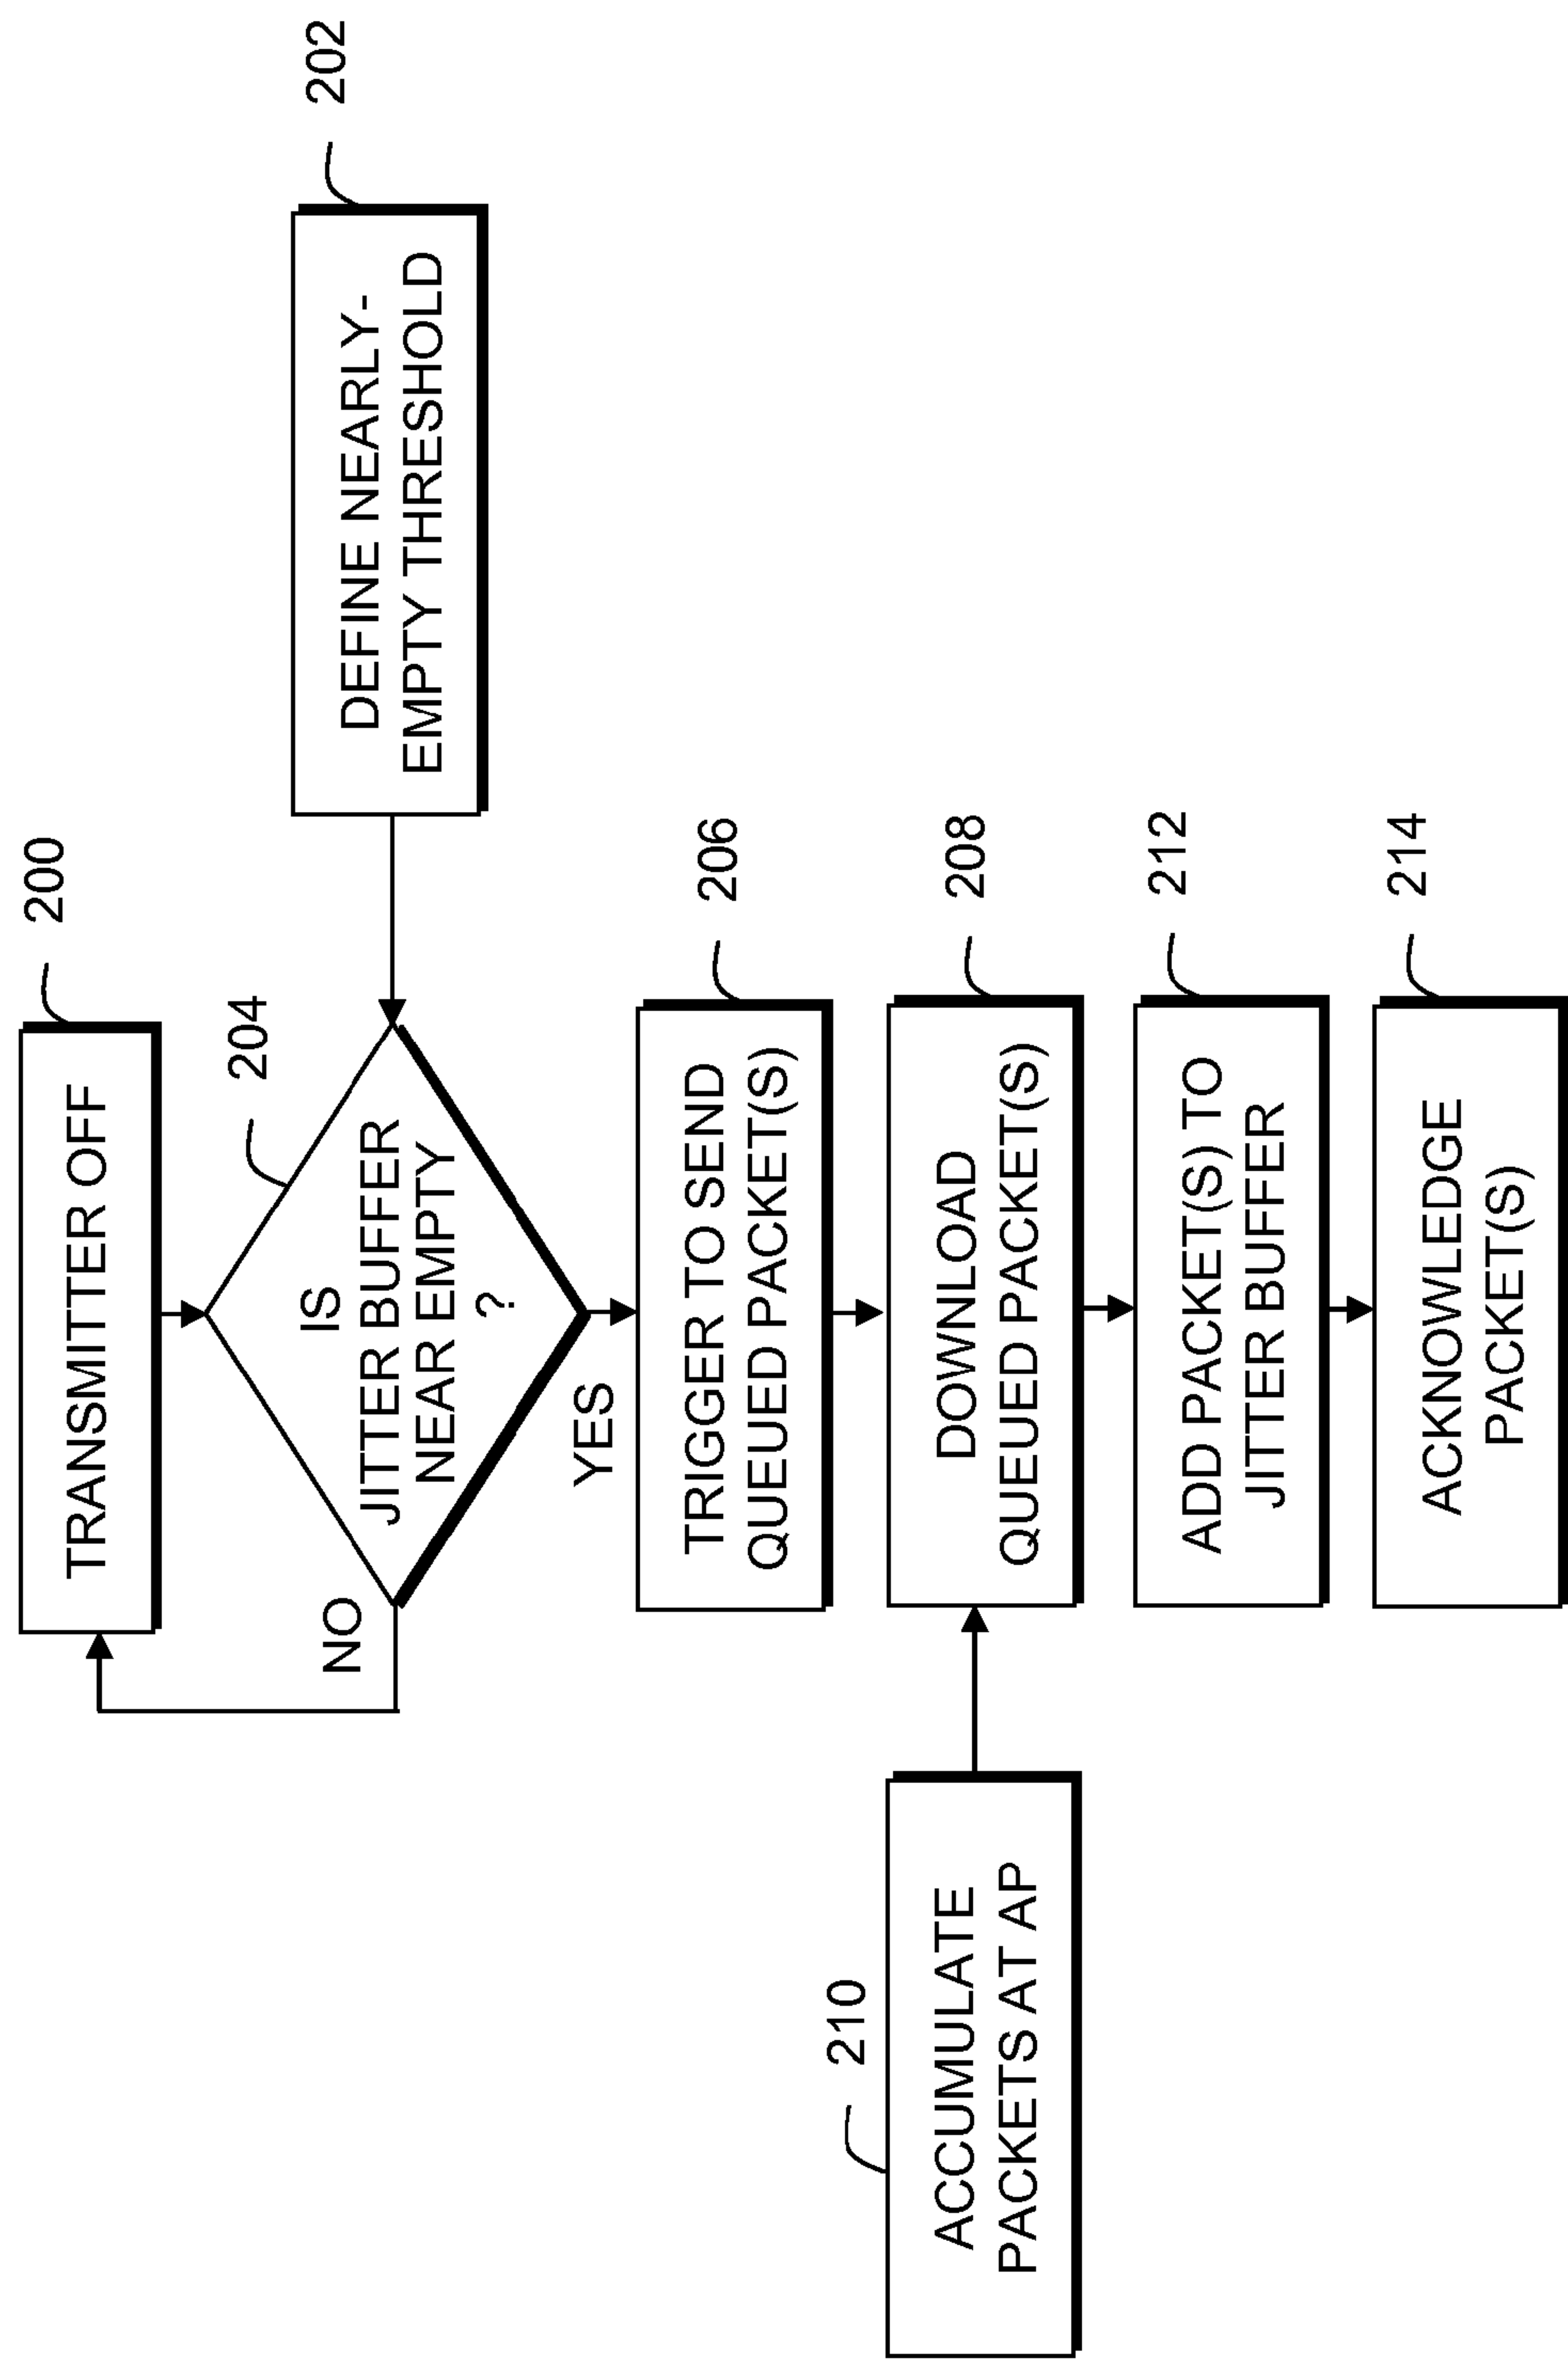 200
TRANSMITTER OFF
204
202
DEFINE NEARLY-
EMPTY THRESHOLD
IS
JITTER BUFFER
NEAR EMPTY
?
NO
YES
206
TRIGGER TO SEND
QUEUED PACKET(S)
208
DOWNLOAD
QUEUED PACKET(S)
210
ACCUMULATE
PACKETS AT AP
212
ADD PACKET(S) TO
JITTER BUFFER
214
ACKNOWLEDGE
PACKET(S)